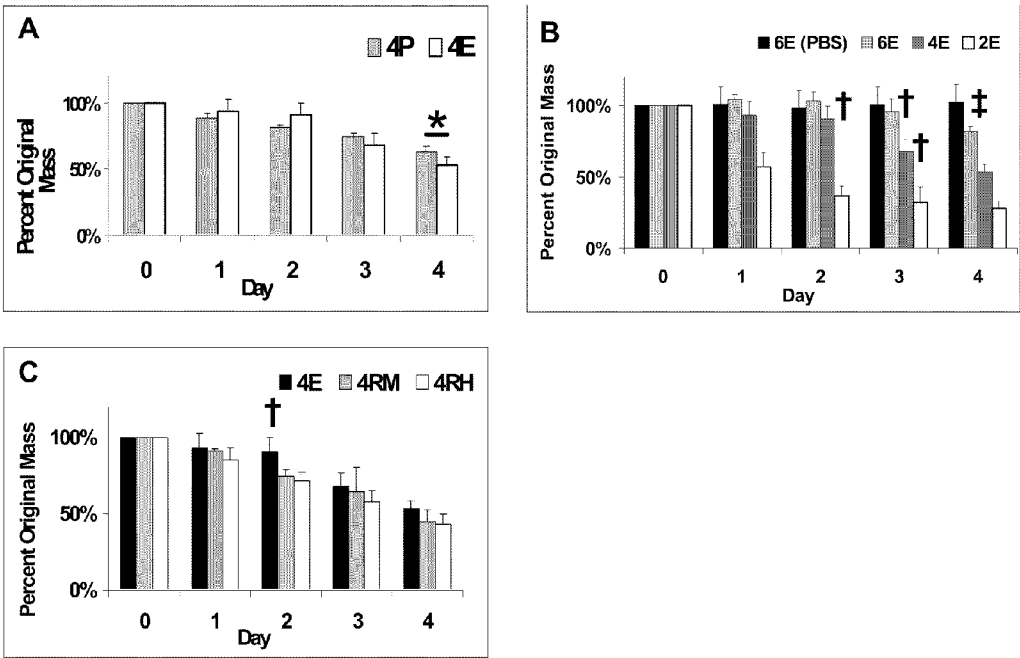 A
4P 4E
100%
50%
0%
Percent Original
Mass
*
0 1 2 3 4
Day
B
6E (PBS) 6E 4E 2E
100%
50%
0%
Percent Original Mass
† † ‡
†
0 1 2 3 4
Day
C
4E 4RM 4RH
†
100%
50%
0%
Percent Original Mass
0 1 2 3 4
Day